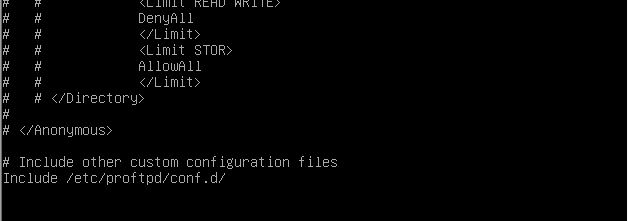 #   #             <Limit READ WRITE>
#   #             DenyAll
#   #             </Limit>
#   #             <Limit STOR>
#   #             AllowAll
#   #             </Limit>
#   # </Directory>
#
# </Anonymous>

# Include other custom configuration files
Include /etc/proftpd/conf.d/